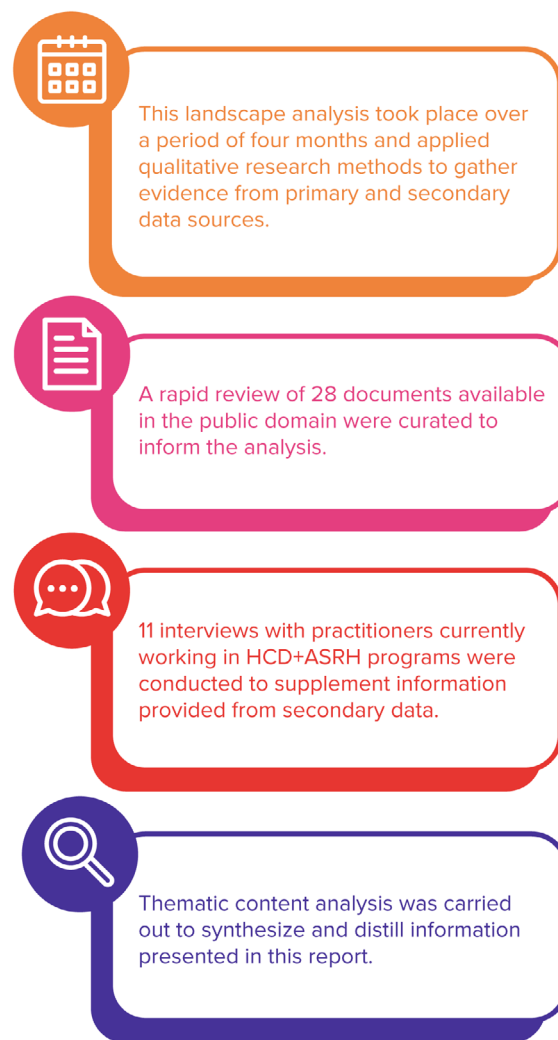 This landscape analysis took place over
a period of four months and applied
qualitative research methods to gather
evidence from primary and secondary
data sources.
A rapid review of 28 documents available
in the public domain were curated to
inform the analysis.
11 interviews with practitioners currently
working in HCD+ASRH programs were
conducted to supplement information
provided from secondary data.
Thematic content analysis was carried
out to synthesize and distill information
presented in this report.